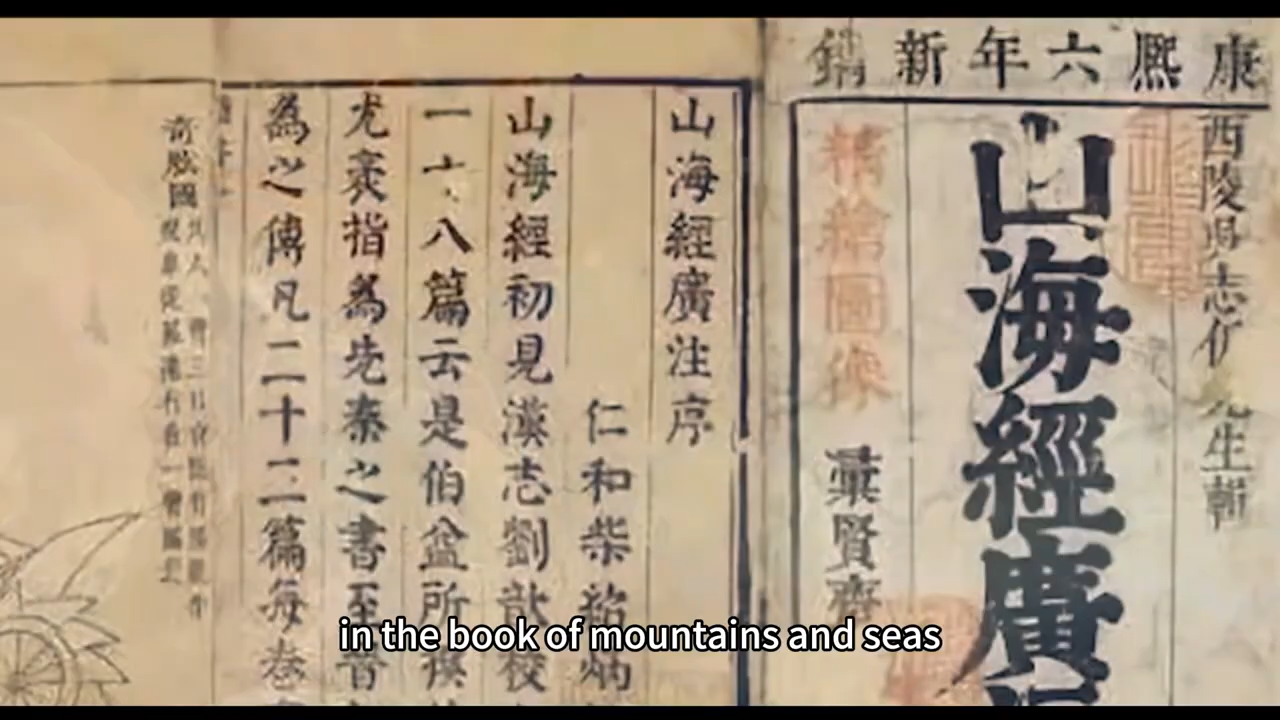 康熙六年新鐫
西陵吳志伊先生輯
山海經廣
精繪圖像
彙賢齋
山海經廣注序
仁和柴紹炳
山海經初見漢志劉歆校
一十八篇云是伯益所
尤袤指為先秦之書至晉
為之傳凡二十二篇每卷
奇肱國
in the book of mountains and seas